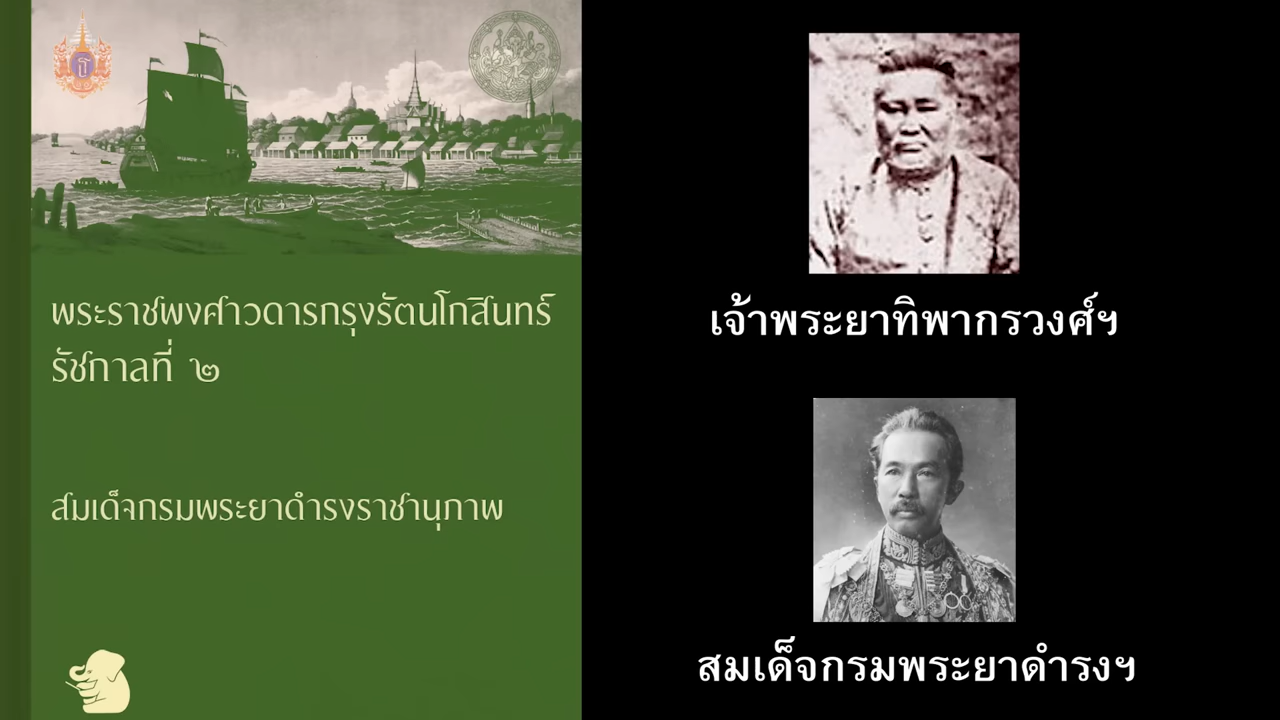 พระราชพงศาวดารกรุงรัตนโกสินทร์
รัชกาลที่ ๒
สมเด็จกรมพระยาดำรงราชานุภาพ
เจ้าพระยาทิพากรวงศ์ฯ
สมเด็จกรมพระยาดำรงฯ